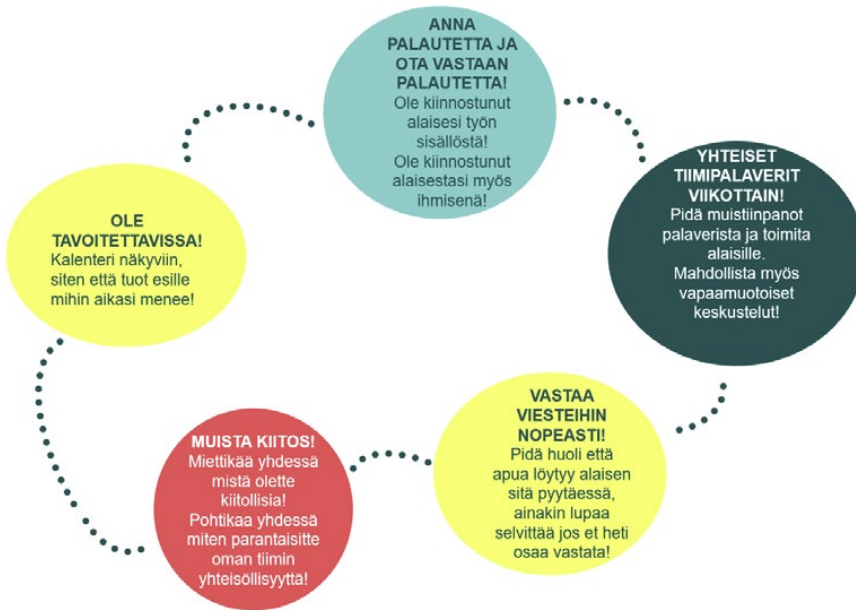 ANNA
PALAUTETTA JA
OTA VASTAAN
PALAUTETTA!
Ole kiinnostunut
alaisesi työn
sisällöstä!
Ole kiinnostunut
alaisestasi myös
ihmisenä!
YHTEISET
TIIMIPALAVERIT
VIIKOTTAIN!
Pidä muistiinpanot
palaverista ja toimita
alaisille.
Mahdollista myös
vapaamuotoiset
keskustelut!
VASTAA
VIESTEIHIN
NOPEASTI!
Pidä huoli että
apua löytyy alaisen
sitä pyytäessä,
ainakin lupaa
selvittää jos et heti
osaa vastata!
MUISTA KIITOS!
Miettikää yhdessä
mistä olette
kiitollisia!
Pohtikaa yhdessä
miten parantaisitte
oman tiimin
yhteisöllisyyttä!
OLE
TAVOITETTAVISSA!
Kalenteri näkyviin,
siten että tuot esille
mihin aikasi menee!